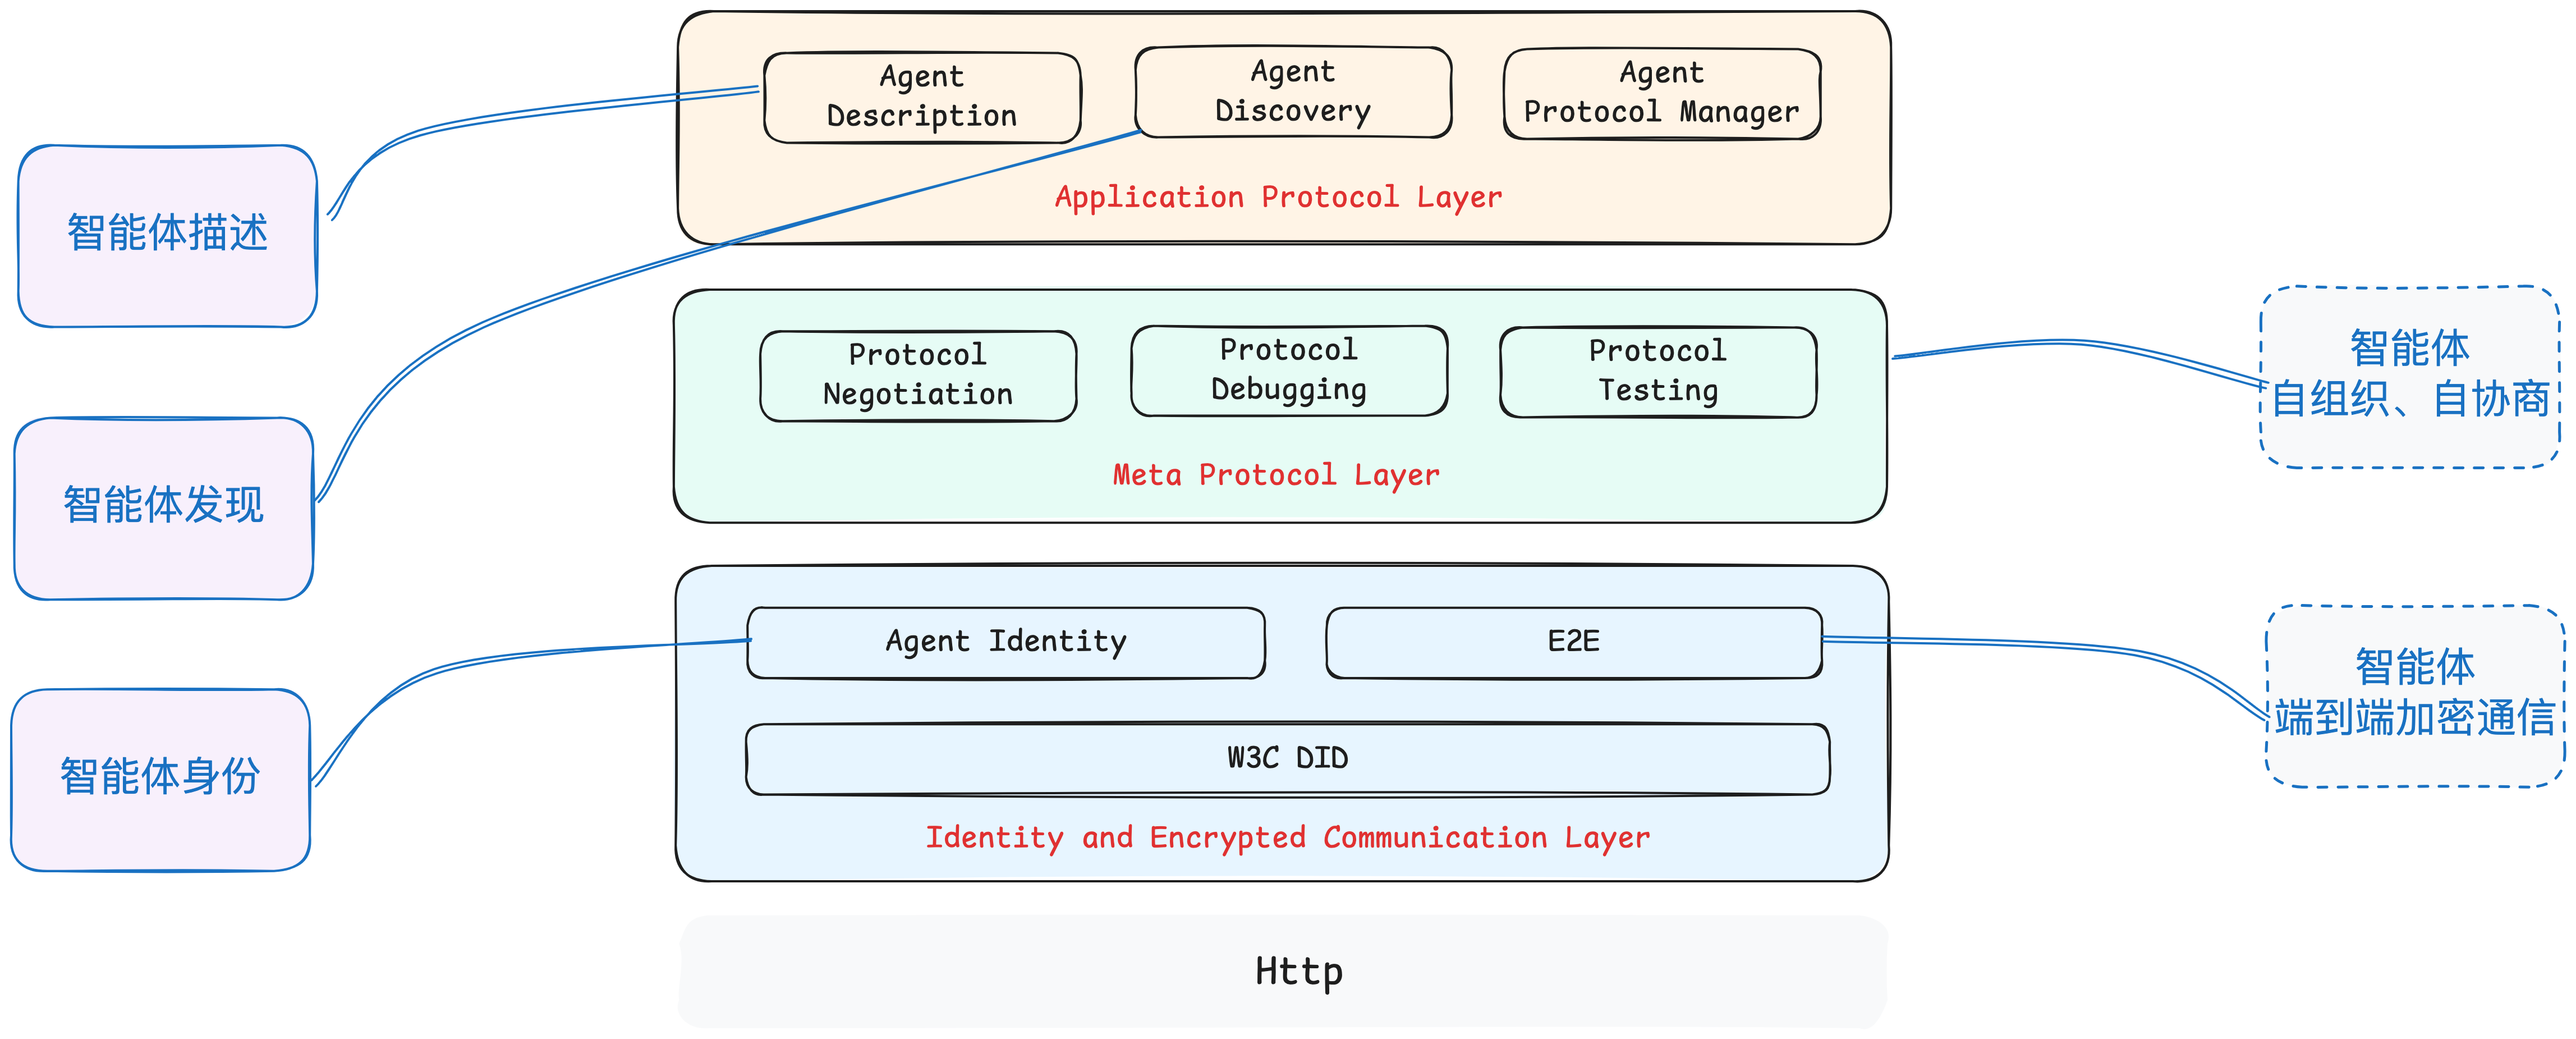 Agent
Description
Agent
Discovery
Agent
Protocol Manager
Application Protocol Layer
智能体描述
Protocol
Negotiation
Protocol
Debugging
Protocol
Testing
Meta Protocol Layer
智能体
自组织、自协商
智能体发现
Agent Identity
E2E
W3C DID
Identity and Encrypted Communication Layer
智能体
端到端加密通信
智能体身份
Http